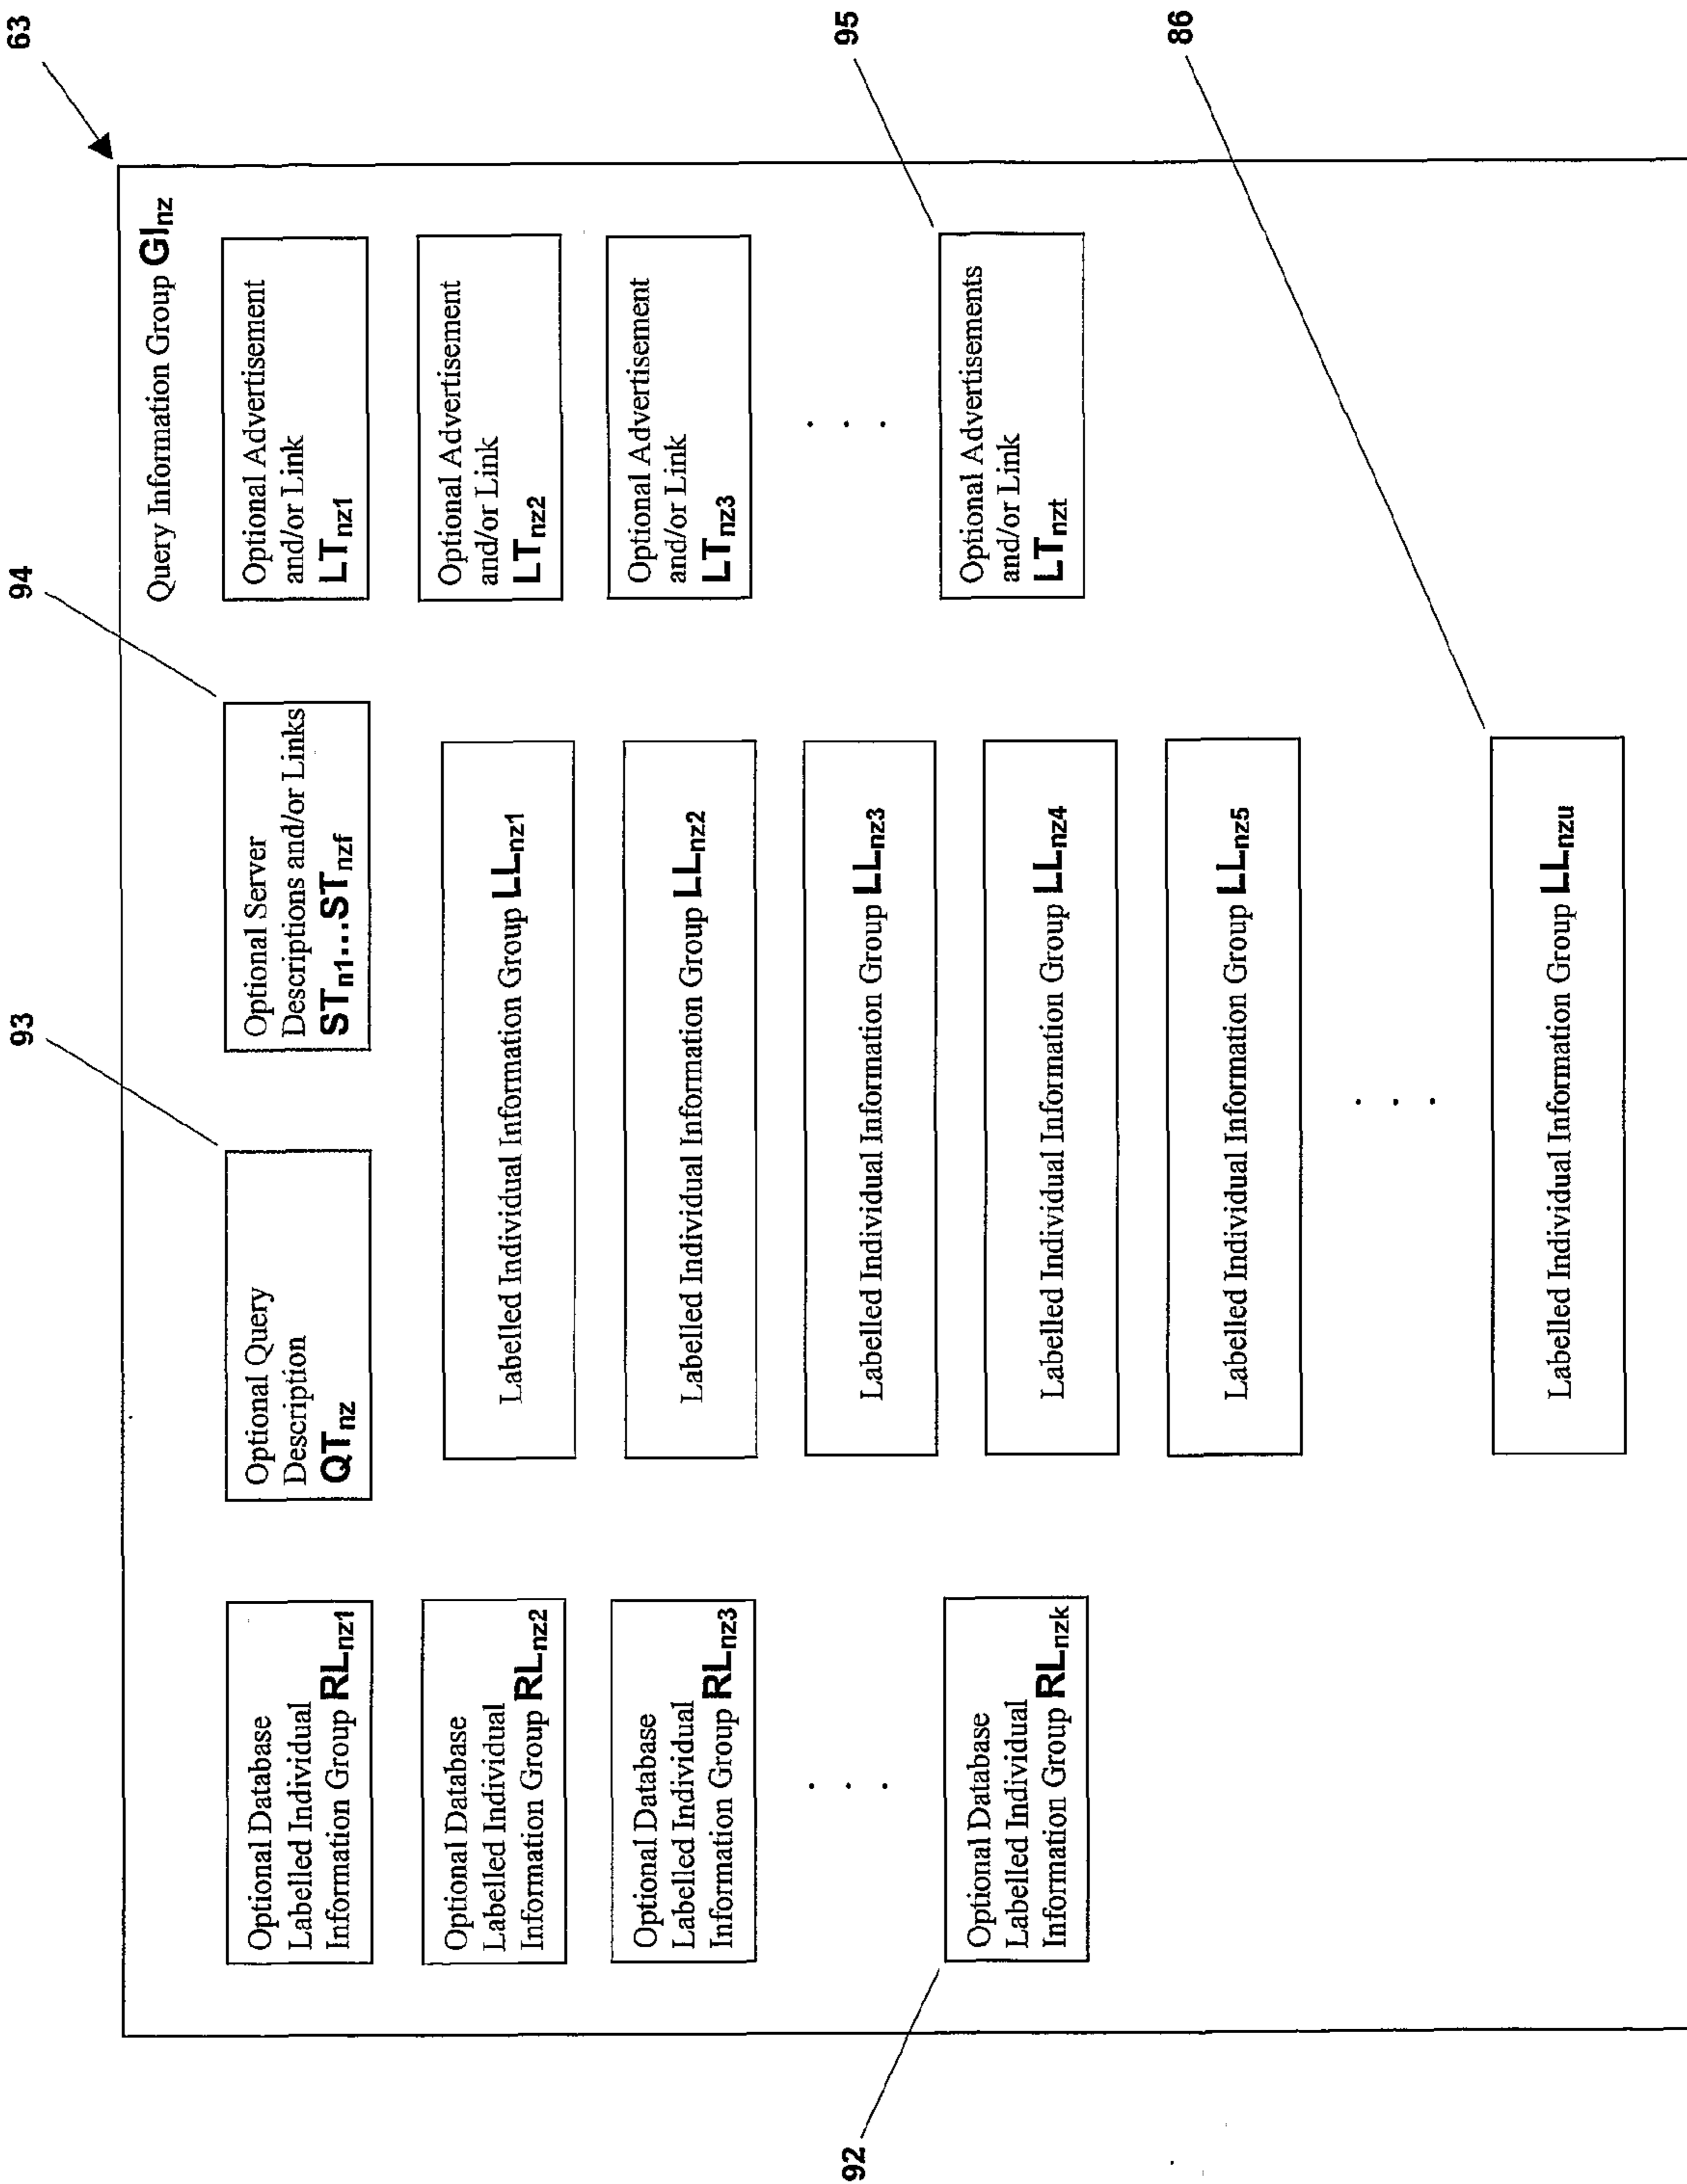 63
94
93
Query Information Group GInz
Optional Database
Labelled Individual
Information Group RLnz1
Optional Query
Description
QTnz
Optional Server
Descriptions and/or Links
STn1...STnzf
Optional Advertisement
and/or Link
LTnz1
Optional Database
Labelled Individual
Information Group RLnz2
Labelled Individual Information Group LLnz1
Optional Advertisement
and/or Link
LTnz2
Optional Database
Labelled Individual
Information Group RLnz3
Labelled Individual Information Group LLnz2
Optional Advertisement
and/or Link
LTnz3
Labelled Individual Information Group LLnz3
. . .
. . .
95
92
Optional Database
Labelled Individual
Information Group RLnzk
Labelled Individual Information Group LLnz4
Optional Advertisements
and/or Link
LTnzt
Labelled Individual Information Group LLnz5
86
. . .
Labelled Individual Information Group LLnzu